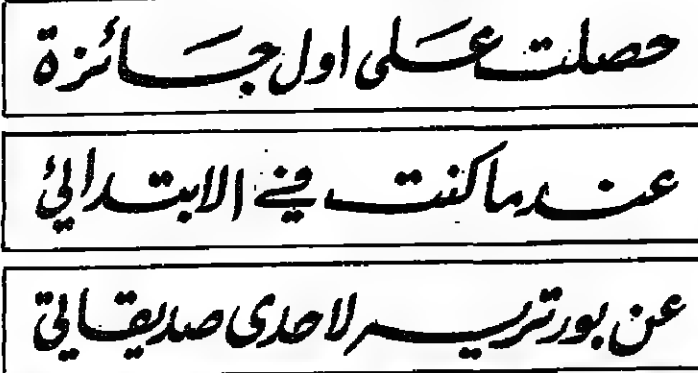 حصلت على اول جائزة
عندما كنت في الابتدائي
عن بورتريه لاحدى صديقاتي